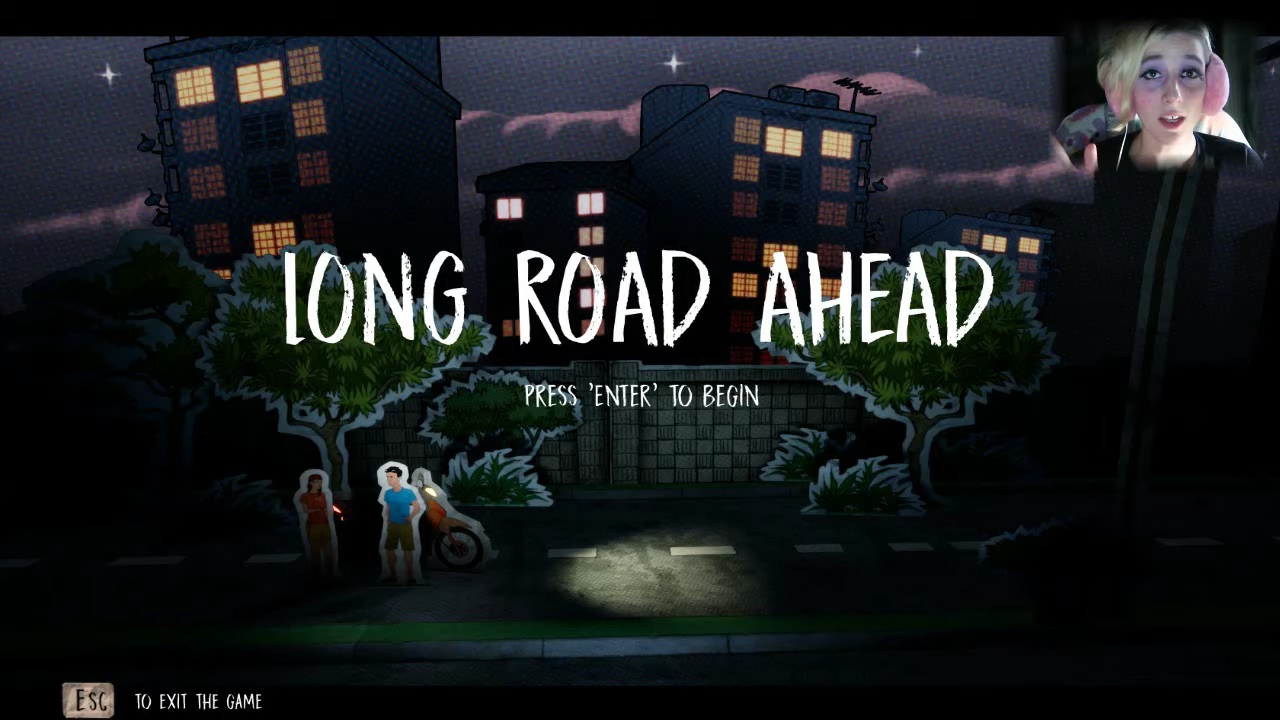 LONG ROAD AHEAD
PRESS 'ENTER' TO BEGIN
ESC TO EXIT THE GAME